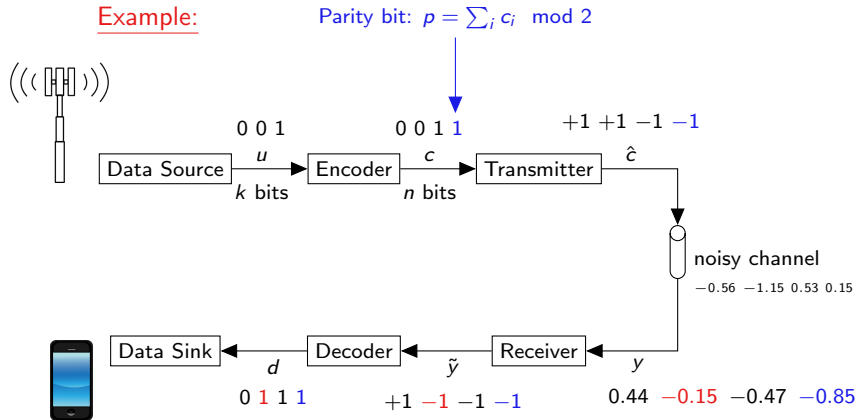 Example:
Parity bit: p = ∑ᵢ cᵢ mod 2
0 0 1
0 0 1 1
+1 +1 −1 −1
Data Source
u
k bits
Encoder
c
n bits
Transmitter
ĉ
noisy channel
−0.56 −1.15 0.53 0.15
Data Sink
d
Decoder
ỹ
Receiver
y
0 1 1 1
+1 −1 −1 −1
0.44 −0.15 −0.47 −0.85